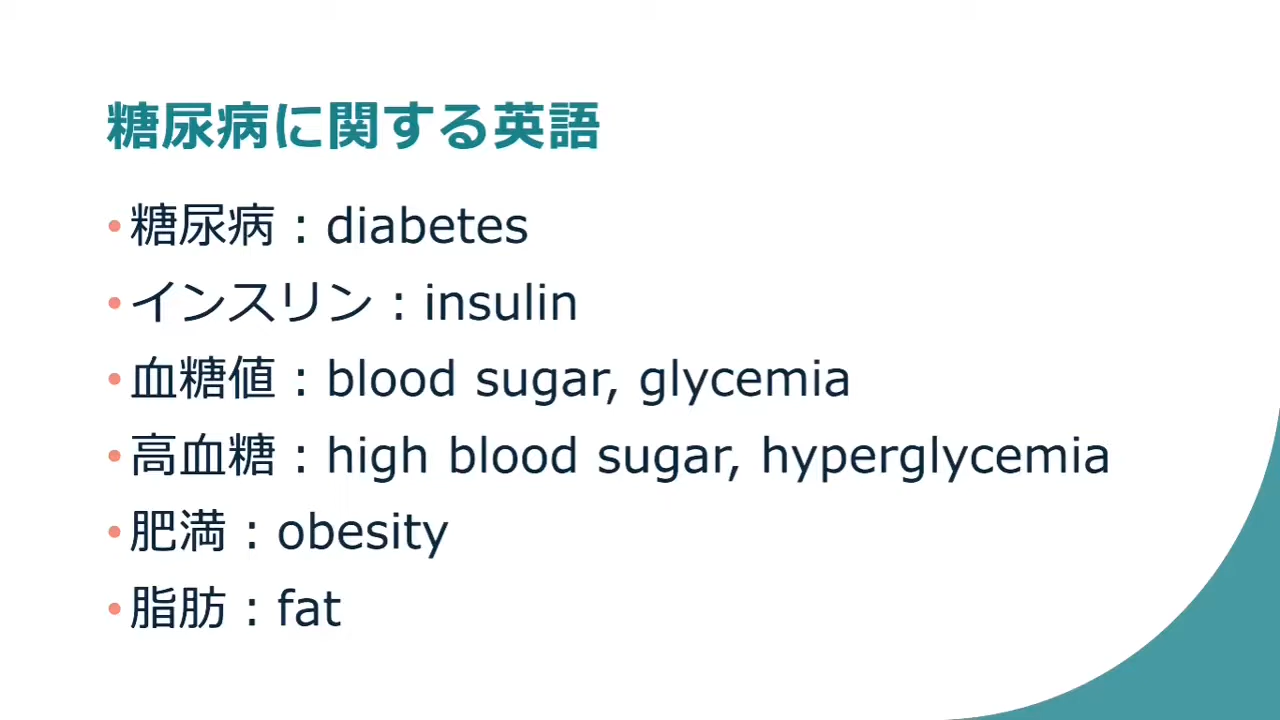 糖尿病に関する英語
•糖尿病：diabetes
•インスリン：insulin
•血糖値：blood sugar, glycemia
•高血糖：high blood sugar, hyperglycemia
•肥満：obesity
•脂肪：fat